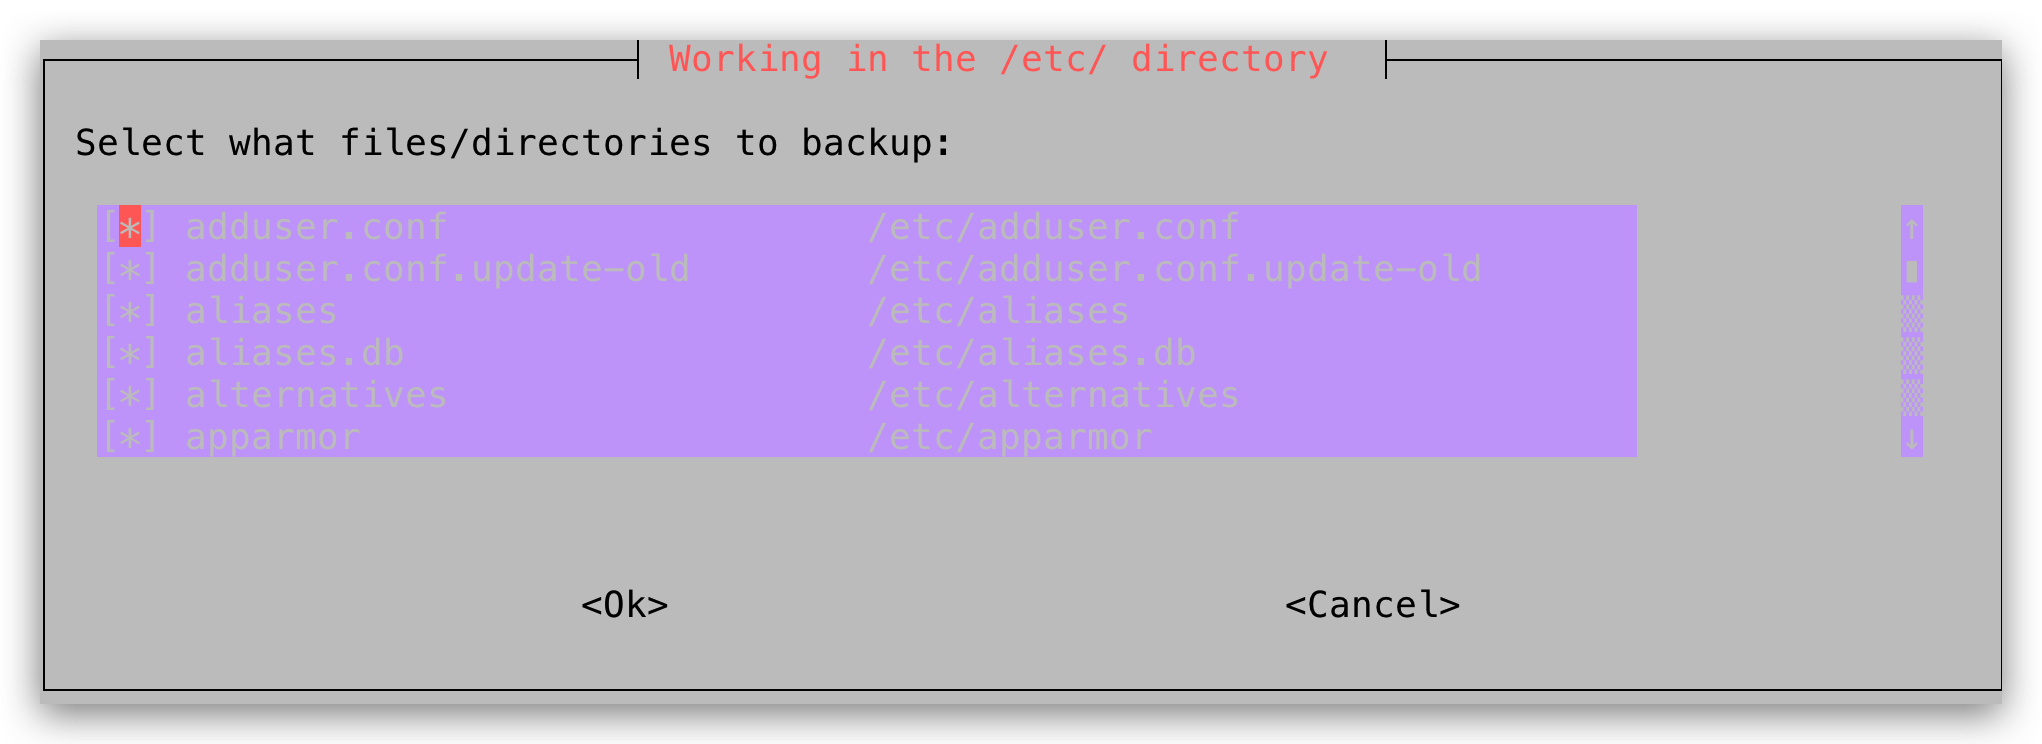 Working in the /etc/ directory
Select what files/directories to backup:
[*] adduser.conf /etc/adduser.conf ↑
[*] adduser.conf.update-old /etc/adduser.conf.update-old
[*] aliases /etc/aliases
[*] aliases.db /etc/aliases.db
[*] alternatives /etc/alternatives
[*] apparmor /etc/apparmor ↓
<Ok> <Cancel>